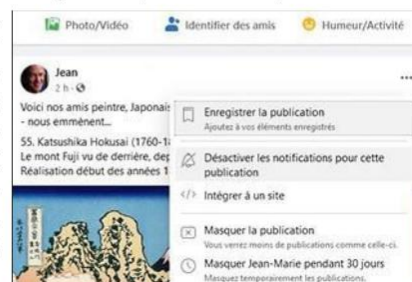 Photo/Vidéo
Identifier des amis
Humeur/Activité
Jean
2 h ·
Voici nos amis peintre, Japonais
- nous emmènent...
55. Katsushika Hokusai (1760-1
Le mont Fuji vu de derrière, dep
Réalisation début des années 1
Enregistrer la publication
Ajoutez à vos éléments enregistrés
Désactiver les notifications pour cette
publication
</> Intégrer à un site
Masquer la publication
Vous verrez moins de publications comme celle-ci.
Masquer Jean-Marie pendant 30 jours
Masquez temporairement les publications.